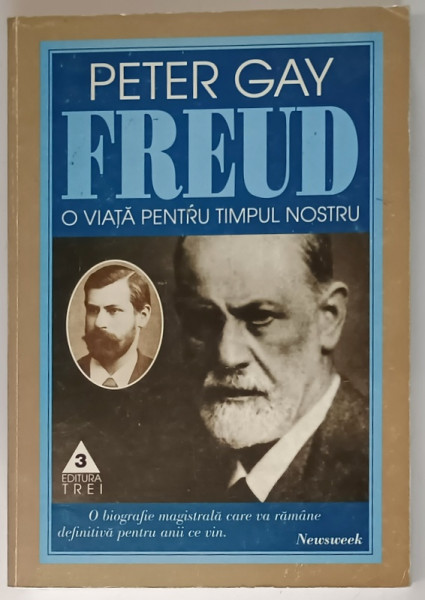 PETER GAY
FREUD
O VIAȚĂ PENTRU TIMPUL NOSTRU
3
EDITURA
TREI
O biografie magistrală care va rămâne
definitivă pentru anii ce vin.
Newsweek